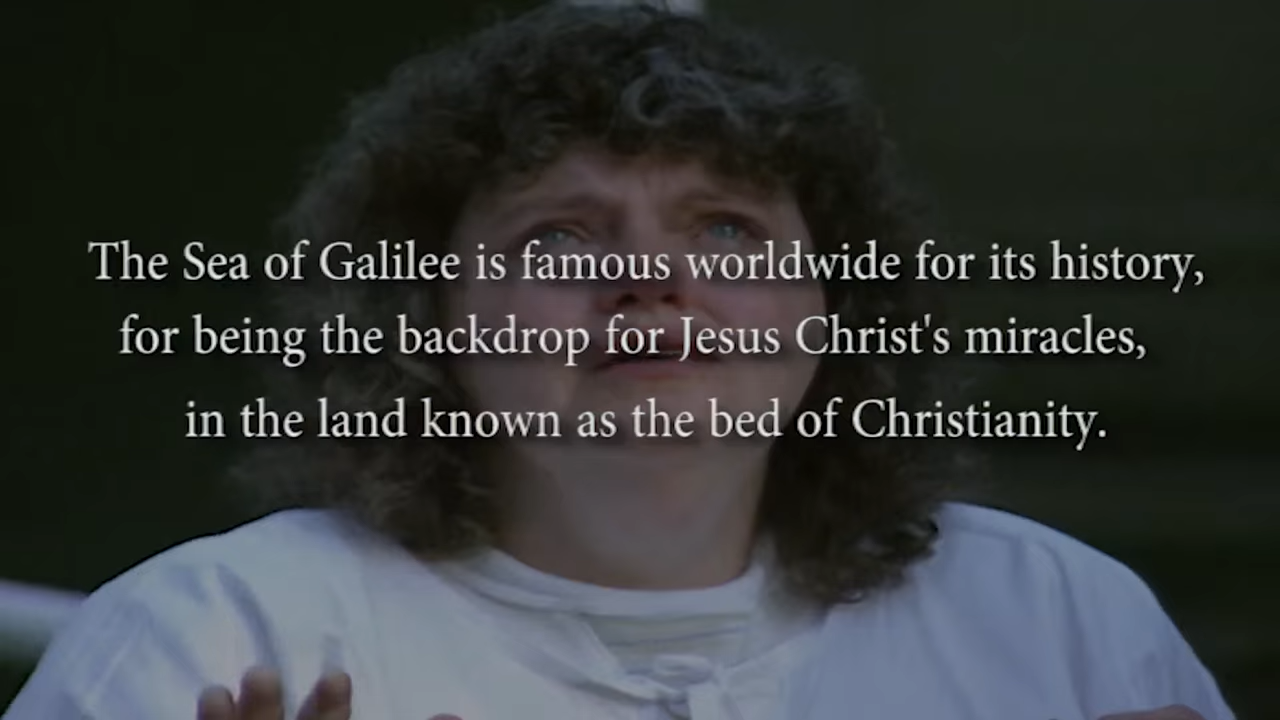 The Sea of Galilee is famous worldwide for its history,
for being the backdrop for Jesus Christ's miracles,
in the land known as the bed of Christianity.